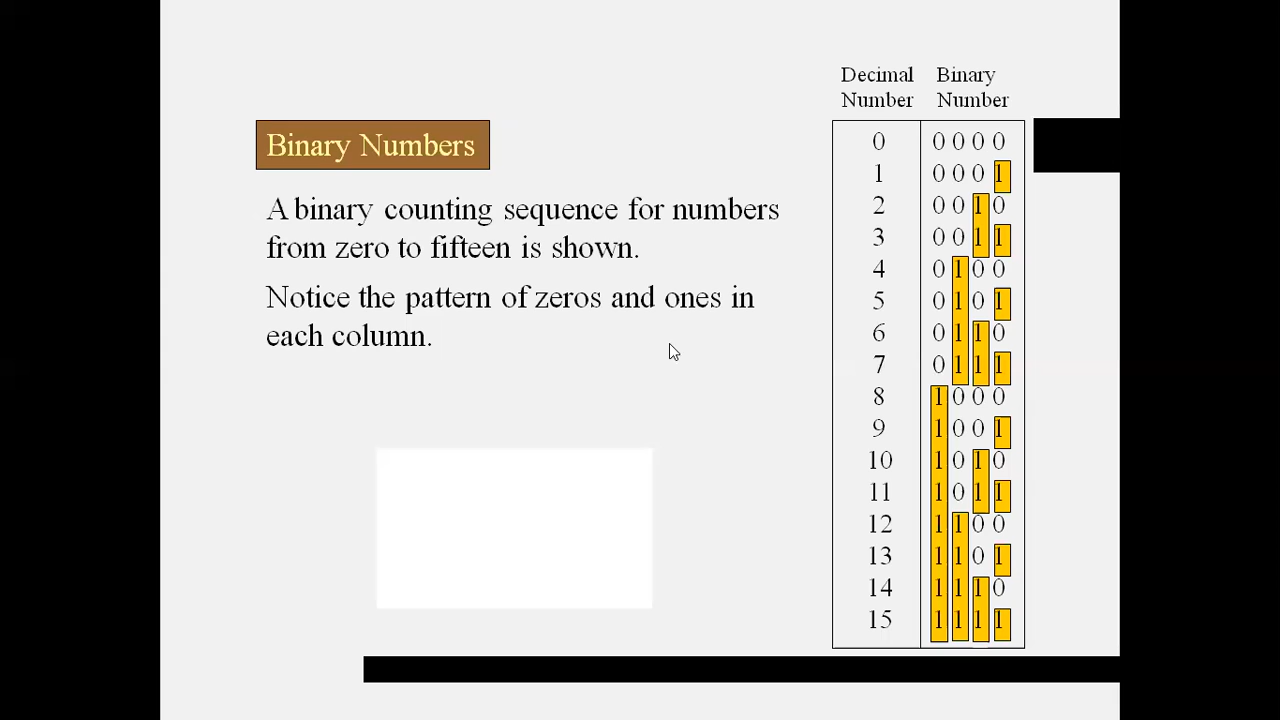 Binary Numbers
A binary counting sequence for numbers
from zero to fifteen is shown.
Notice the pattern of zeros and ones in
each column.
Decimal Number Binary Number
0 0 0 0 0
1 0 0 0 1
2 0 0 1 0
3 0 0 1 1
4 0 1 0 0
5 0 1 0 1
6 0 1 1 0
7 0 1 1 1
8 1 0 0 0
9 1 0 0 1
10 1 0 1 0
11 1 0 1 1
12 1 1 0 0
13 1 1 0 1
14 1 1 1 0
15 1 1 1 1